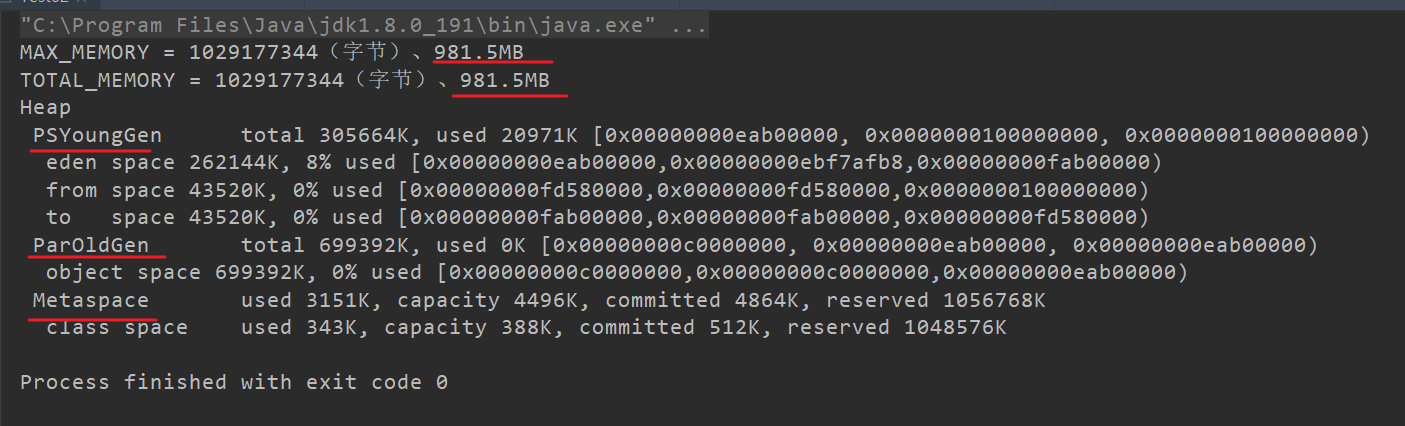 "C:\Program Files\Java\jdk1.8.0_191\bin\java.exe" ...
MAX_MEMORY = 1029177344（字节）、981.5MB
TOTAL_MEMORY = 1029177344（字节）、981.5MB
Heap
 PSYoungGen      total 305664K, used 20971K [0x00000000eab00000, 0x0000000100000000, 0x0000000100000000)
  eden space 262144K, 8% used [0x00000000eab00000,0x00000000ebf7afb8,0x00000000fab00000)
  from space 43520K, 0% used [0x00000000fd580000,0x00000000fd580000,0x0000000100000000)
  to   space 43520K, 0% used [0x00000000fab00000,0x00000000fab00000,0x00000000fd580000)
 ParOldGen       total 699392K, used 0K [0x00000000c0000000, 0x00000000eab00000, 0x00000000eab00000)
  object space 699392K, 0% used [0x00000000c0000000,0x00000000c0000000,0x00000000eab00000)
 Metaspace       used 3151K, capacity 4496K, committed 4864K, reserved 1056768K
  class space    used 343K, capacity 388K, committed 512K, reserved 1048576K
Process finished with exit code 0